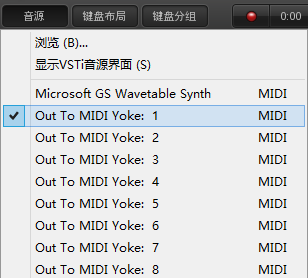 音源 键盘布局 键盘分组 0:00
浏览 (B)...
显示VSTi音源界面 (S)
Microsoft GS Wavetable Synth MIDI
Out To MIDI Yoke: 1 MIDI
Out To MIDI Yoke: 2 MIDI
Out To MIDI Yoke: 3 MIDI
Out To MIDI Yoke: 4 MIDI
Out To MIDI Yoke: 5 MIDI
Out To MIDI Yoke: 6 MIDI
Out To MIDI Yoke: 7 MIDI
Out To MIDI Yoke: 8 MIDI